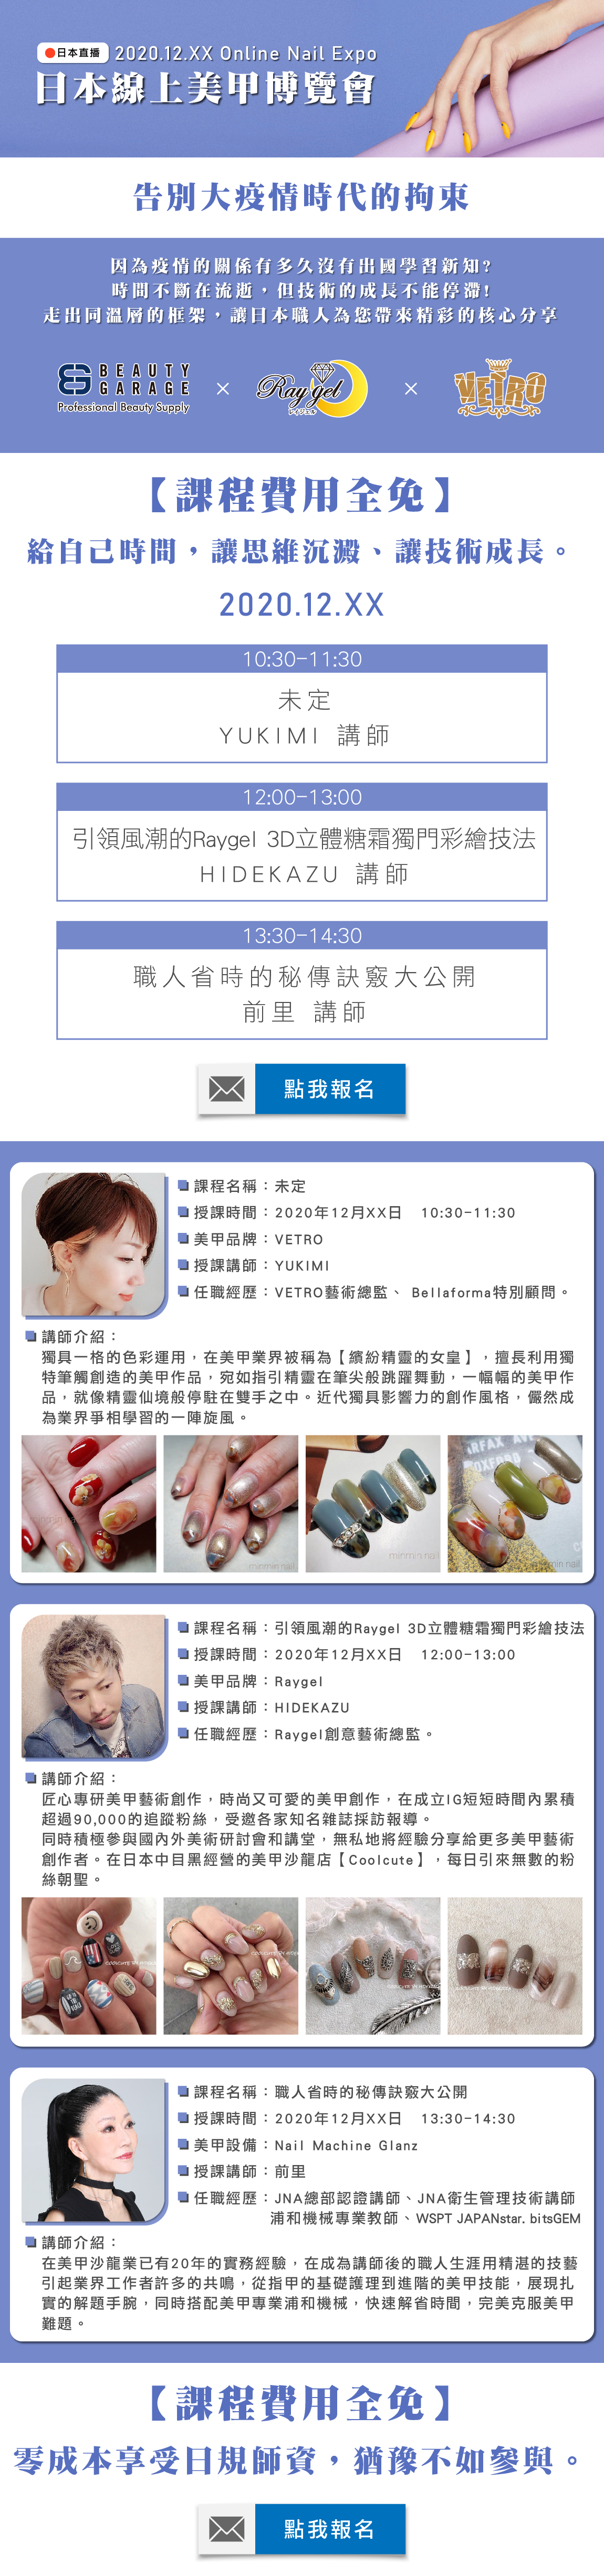 日本直播 2020.12.XX Online Nail Expo
日本線上美甲博覽會
告別大疫情時代的拘束
因為疫情的關係有多久沒有出國學習新知?
時間不斷在流逝，但技術的成長不能停滯!
走出同溫層的框架，讓日本職人為您帶來精彩的核心分享
BEAUTY GARAGE
Professional Beauty Supply
×
Raygel
レイジェル
×
VETRO
【課程費用全免】
給自己時間，讓思維沉澱、讓技術成長。
2020.12.XX
10:30-11:30
未定
YUKIMI 講師
12:00-13:00
引領風潮的Raygel 3D立體糖霜獨門彩繪技法
HIDEKAZU 講師
13:30-14:30
職人省時的秘傳訣竅大公開
前里 講師
點我報名
課程名稱：未定
授課時間：2020年12月XX日 10:30-11:30
美甲品牌：VETRO
授課講師：YUKIMI
任職經歷：VETRO藝術總監、 Bellaforma特別顧問。
講師介紹：
獨具一格的色彩運用，在美甲業界被稱為【繽紛精靈的女皇】，擅長利用獨
特筆觸創造的美甲作品，宛如指引精靈在筆尖般跳躍舞動，一幅幅的美甲作
品，就像精靈仙境般停駐在雙手之中。近代獨具影響力的創作風格，儼然成
為業界爭相學習的一陣旋風。
minmin nail
minmin nail
課程名稱：引領風潮的Raygel 3D立體糖霜獨門彩繪技法
授課時間：2020年12月XX日 12:00-13:00
美甲品牌：Raygel
授課講師：HIDEKAZU
任職經歷：Raygel創意藝術總監。
講師介紹：
匠心專研美甲藝術創作，時尚又可愛的美甲創作，在成立IG短短時間內累積
超過90,000的追蹤粉絲，受邀各家知名雜誌採訪報導。
同時積極參與國內外美術研討會和講堂，無私地將經驗分享給更多美甲藝術
創作者。在日本中目黑經營的美甲沙龍店【Coolcute】，每日引來無數的粉
絲朝聖。
課程名稱：職人省時的秘傳訣竅大公開
授課時間：2020年12月XX日 13:30-14:30
美甲設備：Nail Machine Glanz
授課講師：前里
任職經歷：JNA總部認證講師、JNA衛生管理技術講師
浦和機械專業教師、WSPT JAPANstar. bitsGEM
講師介紹：
在美甲沙龍業已有20年的實務經驗，在成為講師後的職人生涯用精湛的技藝
引起業界工作者許多的共鳴，從指甲的基礎護理到進階的美甲技能，展現扎
實的解題手腕，同時搭配美甲專業浦和機械，快速解省時間，完美克服美甲
難題。
【課程費用全免】
零成本享受日規師資，猶豫不如參與。
點我報名